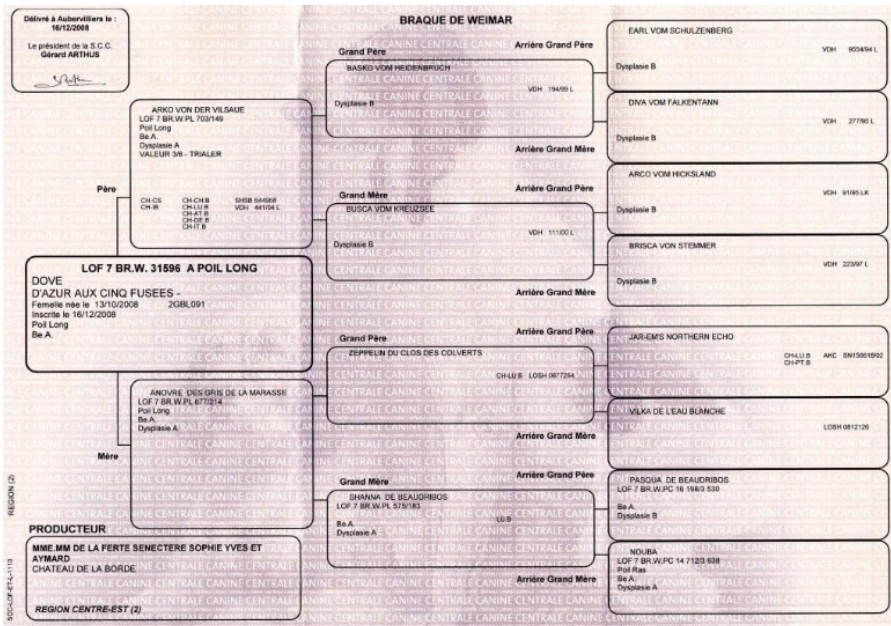 Délivré à Aubervilliers le :
16/12/2008
Le président de la S.C.C.
Gérard ARTHUS
BRAQUE DE WEIMAR
Père
ARKO VON DER VILSAUE
LOF 7 BR.W.PL 703/149
Poil Long
Be.A.
Dysplasie A
VALEUR 3/6 - TRIALER
CH-CS CH-CH.B SHSB 644968
CH-IB CH-LU.B VDH 441/04 L
CH-AT.B
CH-DE.B
CH-IT.B
LOF 7 BR.W. 31596 A POIL LONG
DOVE
D'AZUR AUX CINQ FUSEES -
Femelle née le 13/10/2008 2GBL091
Inscrite le 16/12/2008
Poil Long
Be.A.
ANOVRE DES GRIS DE LA MARASSE
LOF 7 BR.W.PL 677/214
Poil Long
Be.A.
Dysplasie A
Mère
Grand Père
BASKO VOM HEIDENBRUCH
VDH 194/99 L
Dysplasie B
Grand Mère
BUSCA VOM KREUZSEE
VDH 111/00 L
Dysplasie B
Grand Père
ZEPPELIN DU CLOS DES COLVERTS
CH-LU.B LOSH 0877254
Grand Mère
SHANNA DE BEAUDRIBOS
LOF 7 BR.W.PL 575/183
LU.B
Be.A.
Dysplasie A
Arrière Grand Père
EARL VOM SCHULZENBERG
VDH 9554/94 L
Dysplasie B
DIVA VOM FALKENTANN
VDH 277/95 L
Dysplasie B
Arrière Grand Mère
Arrière Grand Père
ARCO VOM HICKSLAND
VDH 91/95 LK
Dysplasie B
BRISCA VON STEMMER
VDH 223/97 L
Dysplasie B
Arrière Grand Mère
Arrière Grand Père
JAR-EM'S NORTHERN ECHO
CH-LU.B AKC
CH-PT.B
VILKA DE L'EAU BLANCHE
LOSH 0812126
Arrière Grand Mère
Arrière Grand Père
PASQUA DE BEAUDRIBOS
LOF 7 BR.W.PC 16 198/3 530
Be.A
Dysplasie B
NOUBA
LOF 7 BR.W.PC 14 712/3 638
Poil Ras
Be.A.
Dysplasie A
Arrière Grand Mère
PRODUCTEUR
MME.MM DE LA FERTE SENECTERE SOPHIE YVES ET
AYMARD
CHATEAU DE LA BORDE
REGION CENTRE-EST (2)
REGION (2)
SCC-LOF-ET-L-1113